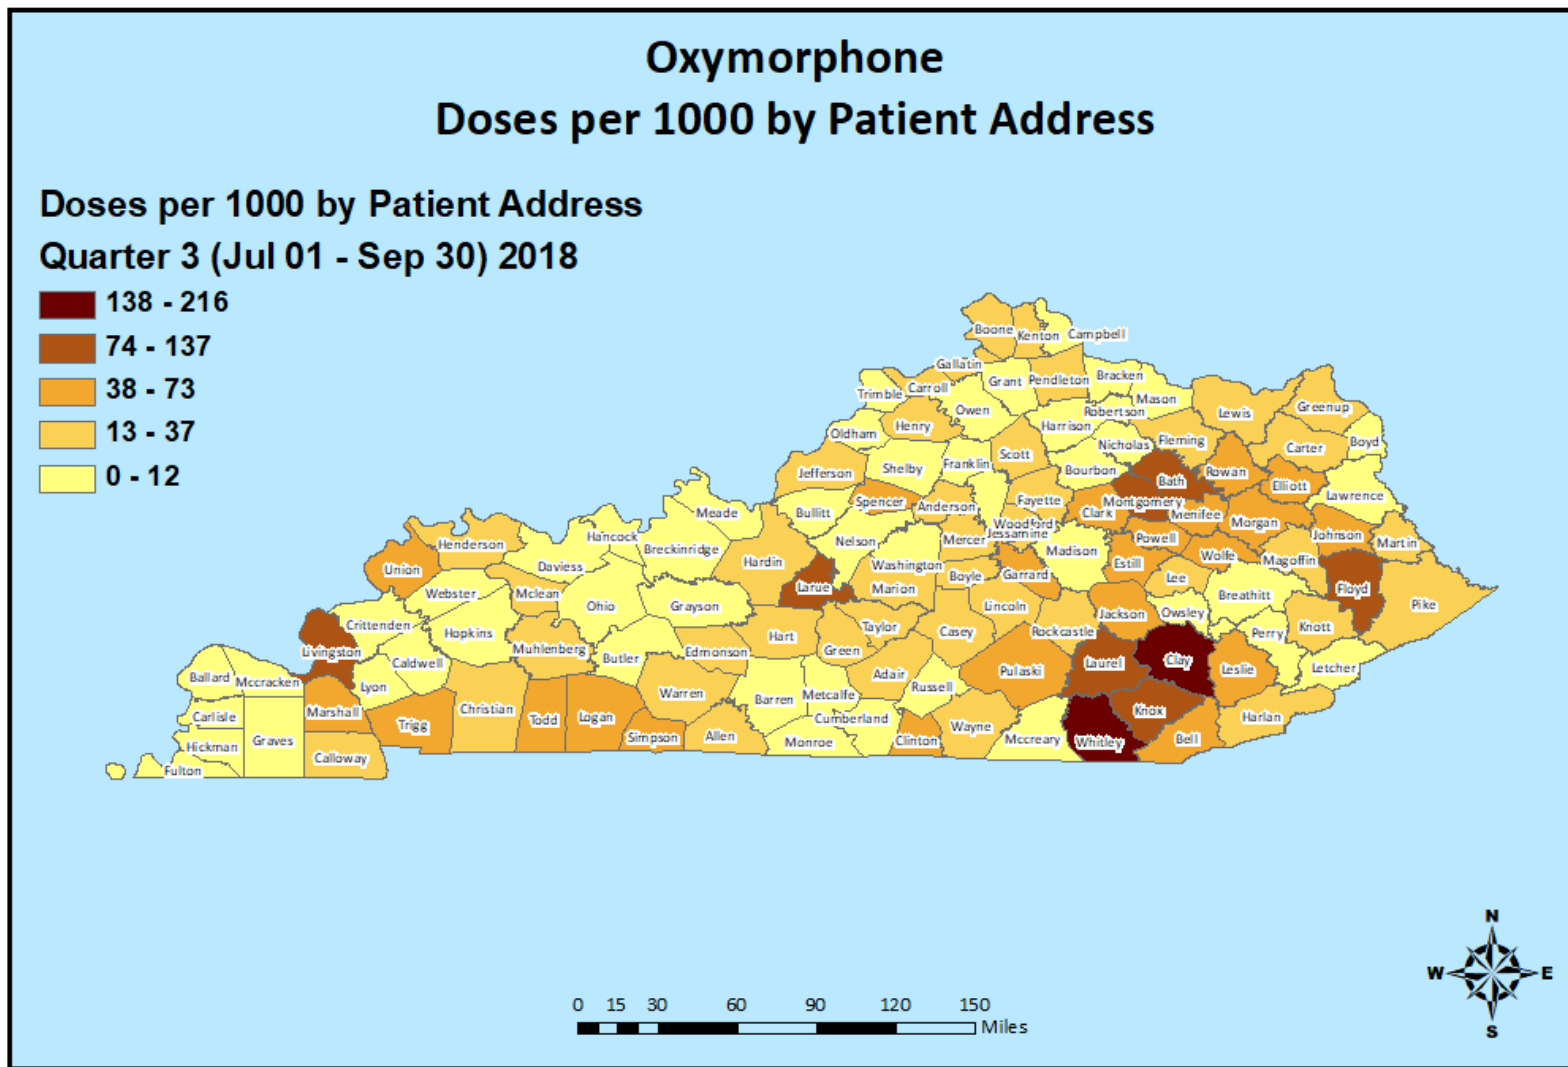 Oxymorphone
Doses per 1000 by Patient Address
Doses per 1000 by Patient Address
Quarter 3 (Jul 01 - Sep 30) 2018
138 - 216
74 - 137
38 - 73
13 - 37
0 - 12
Boone
Kenton
Campbell
Gallatin
Grant
Pendleton
Bracken
Trimble
Carroll
Owen
Mason
Robertson
Lewis
Greenup
Oldham
Henry
Harrison
Nicholas
Fleming
Carter
Boyd
Jefferson
Shelby
Franklin
Scott
Bourbon
Bath
Rowan
Elliott
Lawrence
Meade
Bullitt
Spencer
Anderson
Fayette
Clark
Montgomery
Menifee
Morgan
Woodford
Jessamine
Johnson
Martin
Henderson
Hancock
Breckinridge
Nelson
Mercer
Madison
Powell
Wolfe
Magoffin
Union
Daviess
Hardin
Washington
Estill
Webster
Mclean
Larue
Marion
Boyle
Garrard
Lee
Floyd
Ohio
Grayson
Lincoln
Jackson
Owsley
Breathitt
Pike
Crittenden
Hopkins
Hart
Taylor
Casey
Rockcastle
Perry
Knott
Livingston
Caldwell
Muhlenberg
Butler
Edmonson
Green
Laurel
Clay
Leslie
Letcher
Ballard
Mccracken
Lyon
Warren
Barren
Metcalfe
Adair
Russell
Pulaski
Carlisle
Marshall
Trigg
Christian
Todd
Logan
Simpson
Allen
Cumberland
Knox
Harlan
Hickman
Graves
Calloway
Monroe
Clinton
Wayne
Mccreary
Whitley
Bell
Fulton
N
W
E
S
0 15 30 60 90 120 150
Miles